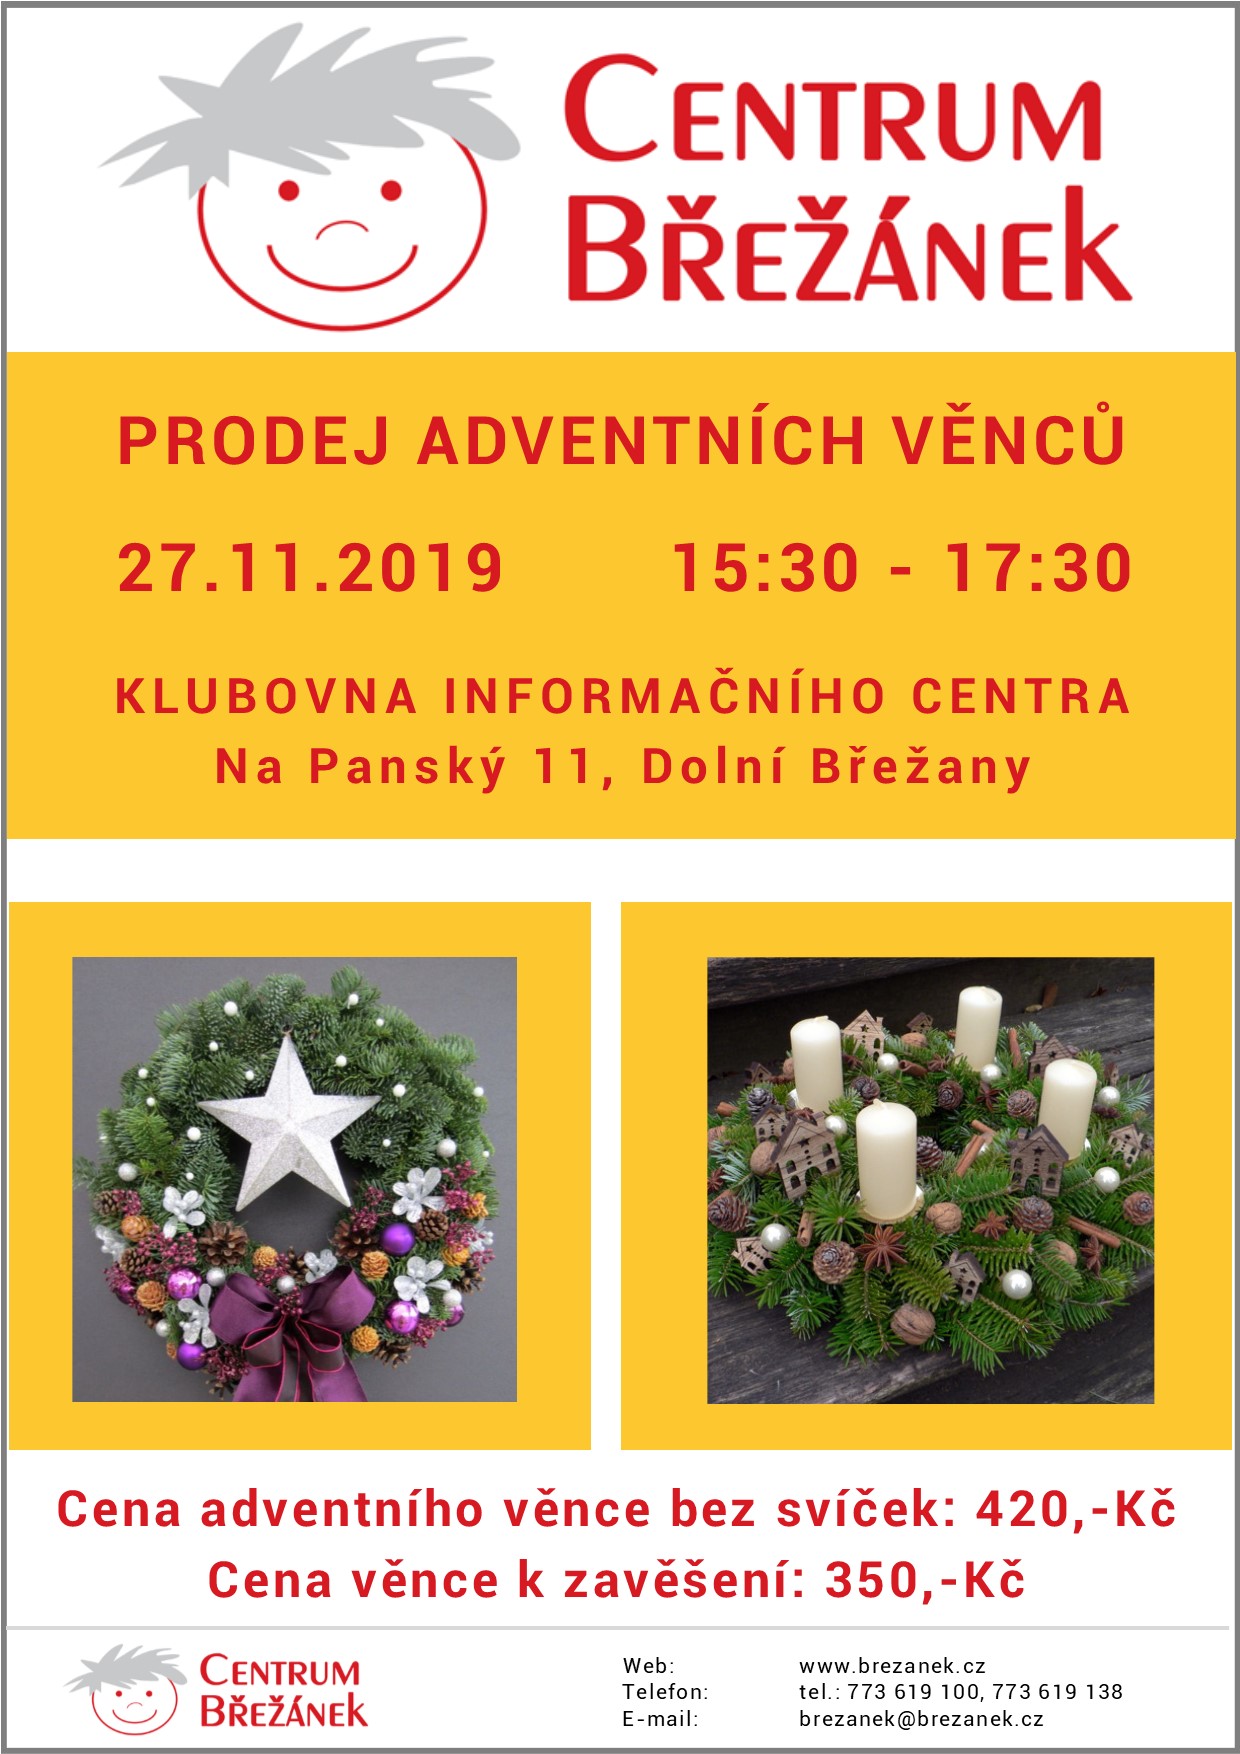 CENTRUM
BŘEŽÁNEK
PRODEJ ADVENTNÍCH VĚNCŮ
27.11.2019 15:30 - 17:30
KLUBOVNA INFORMAČNÍHO CENTRA
Na Panský 11, Dolní Břežany
Cena adventního věnce bez svíček: 420,-Kč
Cena věnce k zavěšení: 350,-Kč
CENTRUM
BŘEŽÁNEK
Web: www.brezanek.cz
Telefon: tel.: 773 619 100, 773 619 138
E-mail: brezanek@brezanek.cz